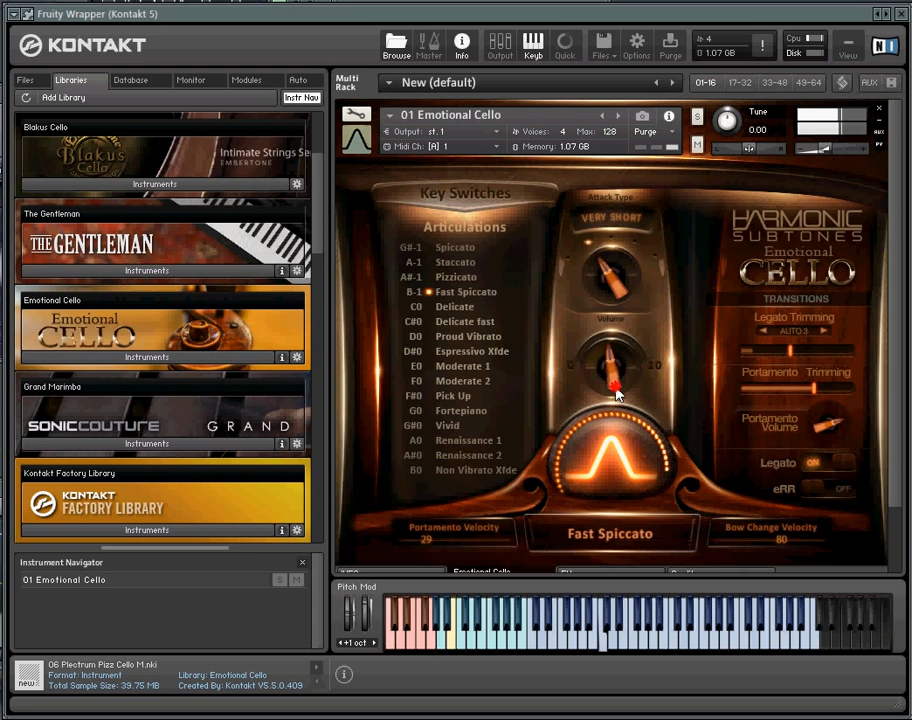 Fruity Wrapper (Kontakt 5)
KONTAKT
Browse
Master
Info
Output
Keyb
Quick
Files
Options
Purge
4
1.07 GB
!
Cpu
Disk
View
NI
Files
Libraries
Database
Monitor
Modules
Auto
Add Library
Instr Nav
Multi
Rack
New (default)
01-16
17-32
33-48
49-64
AUX
Blakus Cello
Blakus
Cello
Intimate Strings Se
EMBERTONE
Instruments
The Gentleman
THE GENTLEMAN
Instruments
Emotional Cello
Emotional
CELLO
Instruments
Grand Marimba
SONICCOUTURE
GRAND
Instruments
Kontakt Factory Library
KONTAKT
FACTORY LIBRARY
Instruments
Instrument Navigator
01 Emotional Cello
S
M
01 Emotional Cello
Output: st.1
Voices: 4 Max: 128
Purge
Midi Ch: [A] 1
Memory: 1.07 GB
S
M
Tune
0.00
L
R
AUX
PV
Key Switches
Articulations
G#-1 Spiccato
A-1 Staccato
A#-1 Pizzicato
B-1 Fast Spiccato
C0 Delicate
C#0 Delicate fast
D0 Proud Vibrato
D#0 Espressivo Xfde
E0 Moderate 1
F0 Moderate 2
F#0 Pick Up
G0 Fortepiano
G#0 Vivid
A0 Renaissance 1
A#0 Renaissance 2
B0 Non Vibrato Xfde
Attack Type
VERY SHORT
Volume
0
10
HARMONIC
SUBTONES
Emotional
CELLO
TRANSITIONS
Legato Trimming
AUTO 3
Portamento Trimming
Portamento
Volume
Legato ON
eRR OFF
Portamento Velocity
29
Fast Spiccato
Bow Change Velocity
80
Emotional Cello
Pitch Mod
+1 oct
new
06 Plectrum Pizz Cello M.nki
Format: Instrument
Library: Emotional Cello
Total Sample Size: 39.75 MB
Created By: Kontakt V5.5.0.409